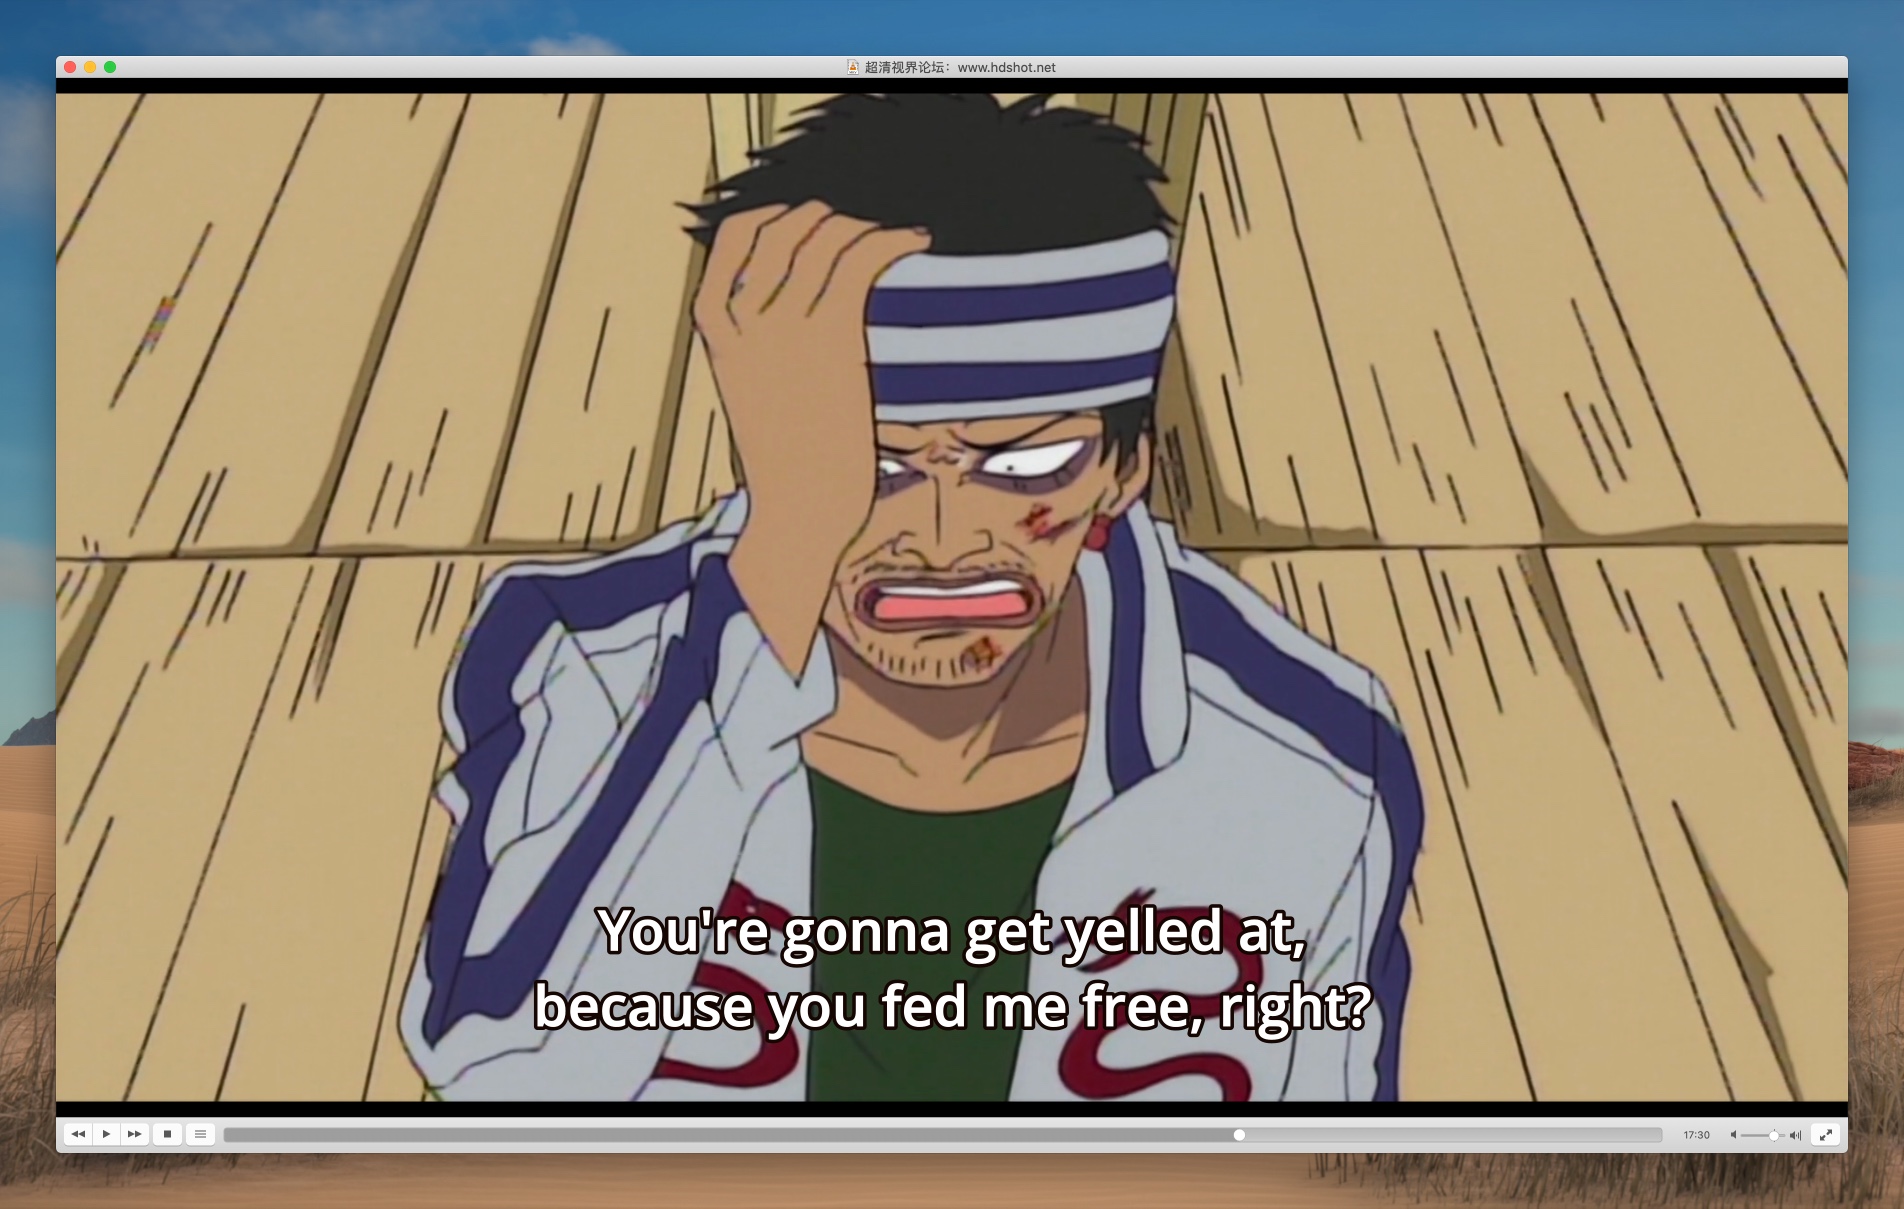 超清视界论坛：www.hdshot.net
You're gonna get yelled at,
because you fed me free, right?
17:30